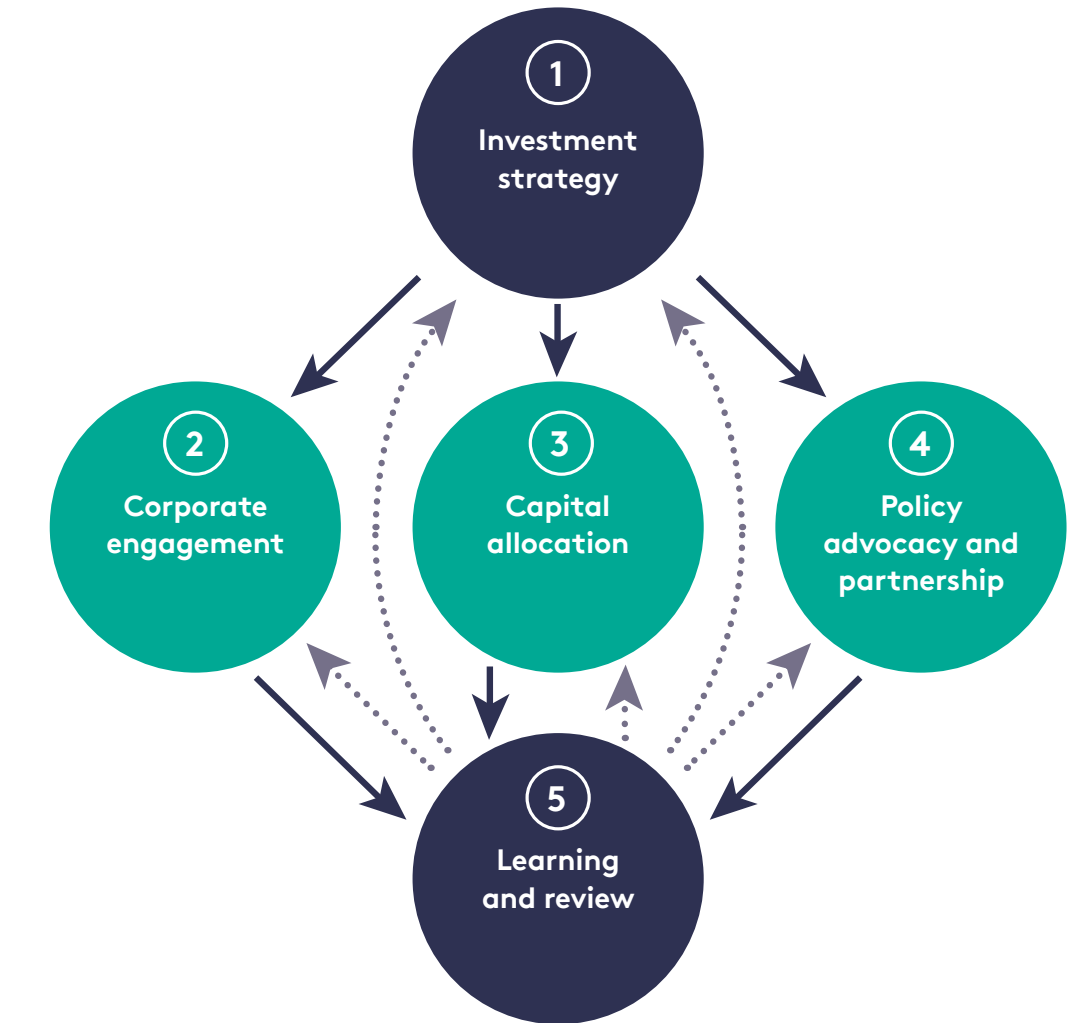 1
Investment
strategy
2
Corporate
engagement
3
Capital
allocation
4
Policy
advocacy and
partnership
5
Learning
and review